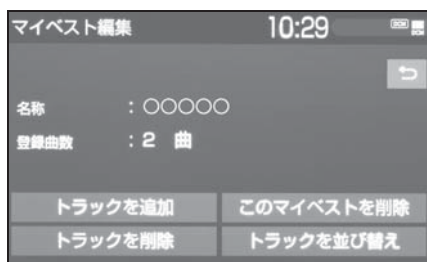 マイベスト編集 10:29
名称 : ○○○○○
登録曲数 : 2 曲
トラックを追加 このマイベストを削除
トラックを削除 トラックを並び替え